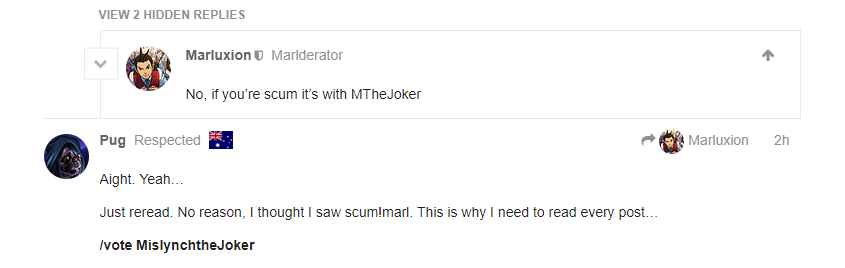 VIEW 2 HIDDEN REPLIES
Marluxion Marlderator
No, if you’re scum it’s with MTheJoker
Pug Respected Marluxion 2h
Aight. Yeah…
Just reread. No reason, I thought I saw scum!marl. This is why I need to read every post…
/vote MislynchtheJoker